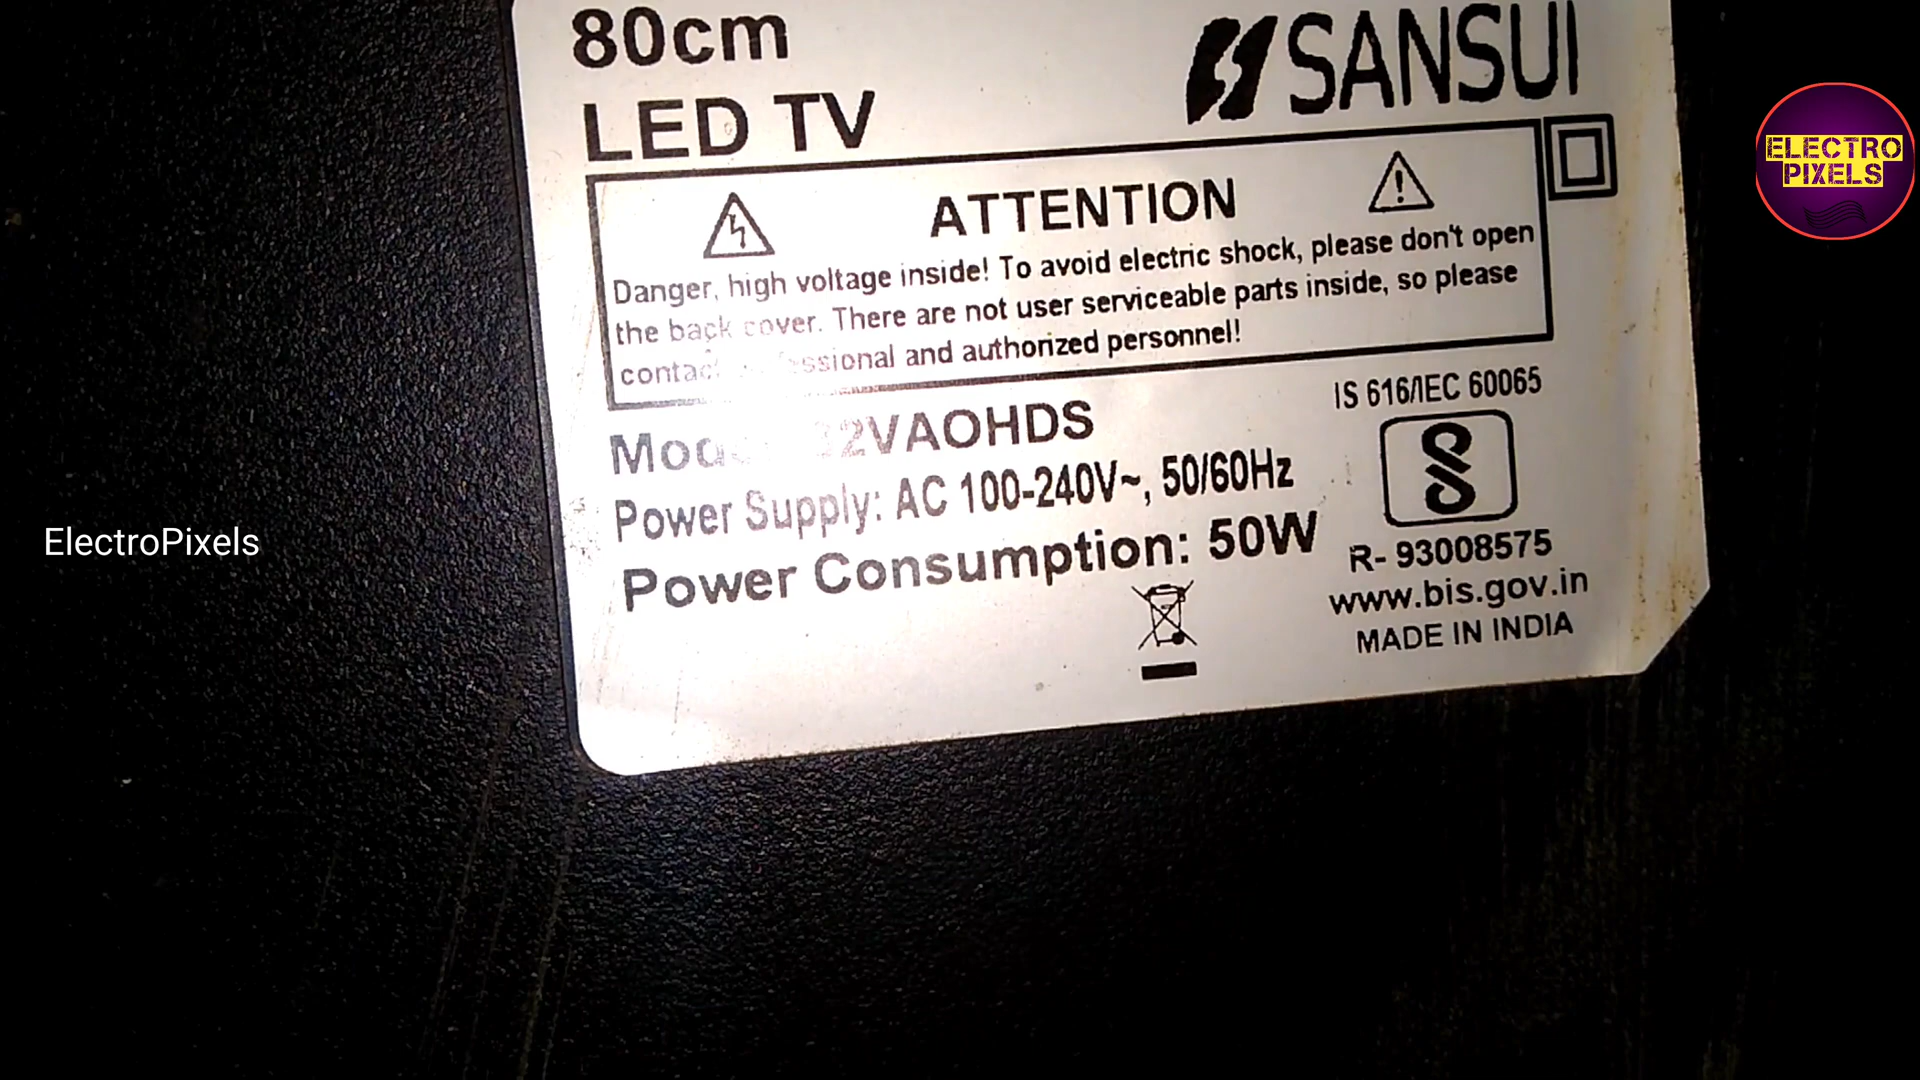 80cm
LED TV
SANSUI
ATTENTION
Danger, high voltage inside! To avoid electric shock, please don't open
the back cover. There are not user serviceable parts inside, so please
and authorized personnel!
IS 616/IEC 60065
32VAOHDS
Power Supply: AC 100-240V~, 50/60Hz
Power Consumption: 50W
R- 93008575
www.bis.gov.in
MADE IN INDIA
ELECTRO
PIXELS
ElectroPixels